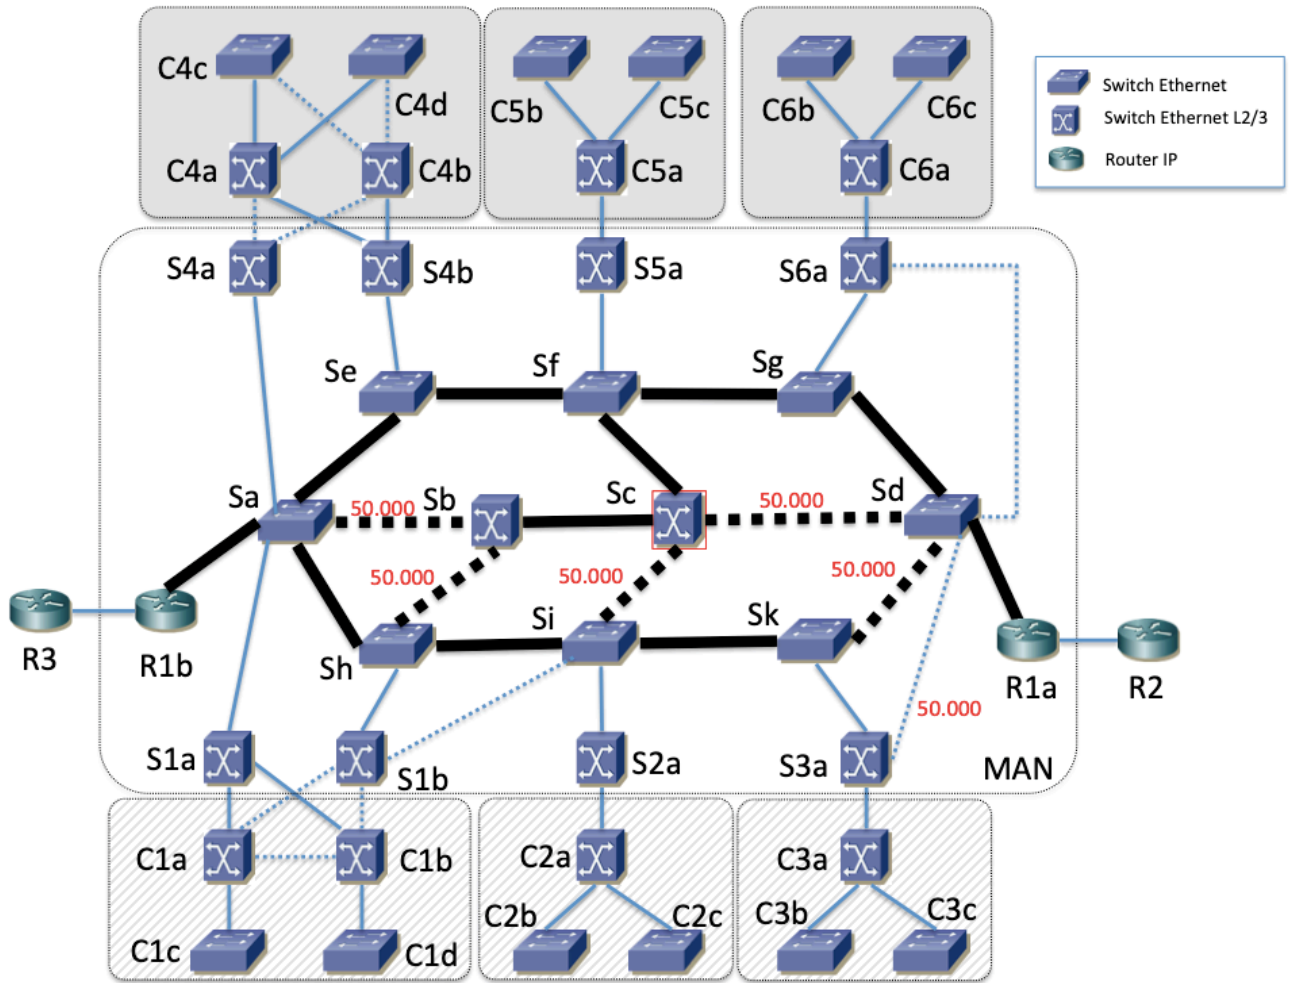 C4c
C4d
C5b
C5c
C6b
C6c
Switch Ethernet
Switch Ethernet L2/3
Router IP
C4a
C4b
C5a
C6a
S4a
S4b
S5a
S6a
Se
Sf
Sg
Sa
50.000
Sb
Sc
50.000
Sd
50.000
50.000
50.000
R3
R1b
Sh
Si
Sk
R1a
R2
50.000
S1a
S1b
S2a
S3a
MAN
C1a
C1b
C2a
C3a
C1c
C1d
C2b
C2c
C3b
C3c